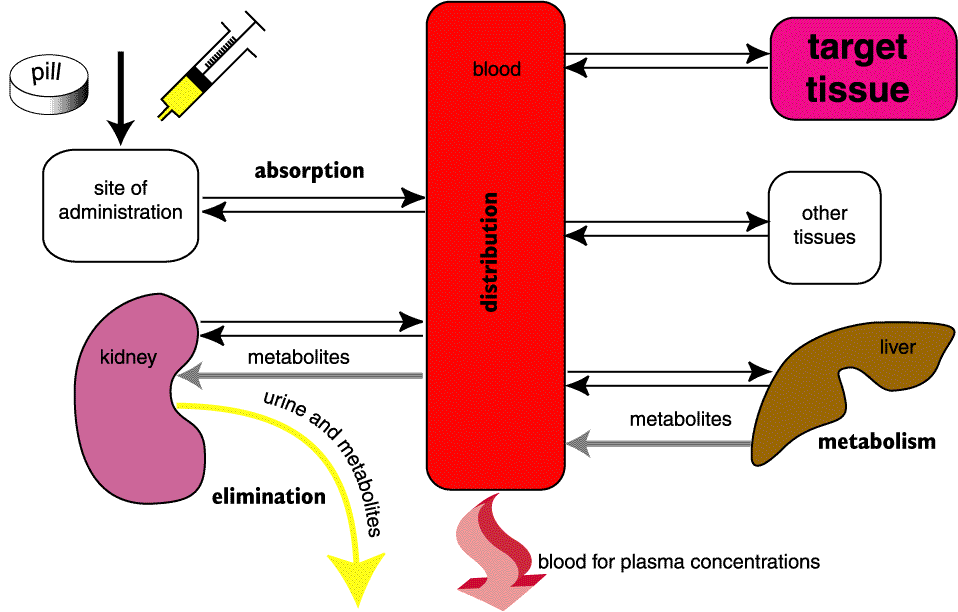 pill
blood
target
tissue
absorption
site of
administration
distribution
other
tissues
kidney
metabolites
liver
metabolites
metabolism
urine and metabolites
elimination
blood for plasma concentrations